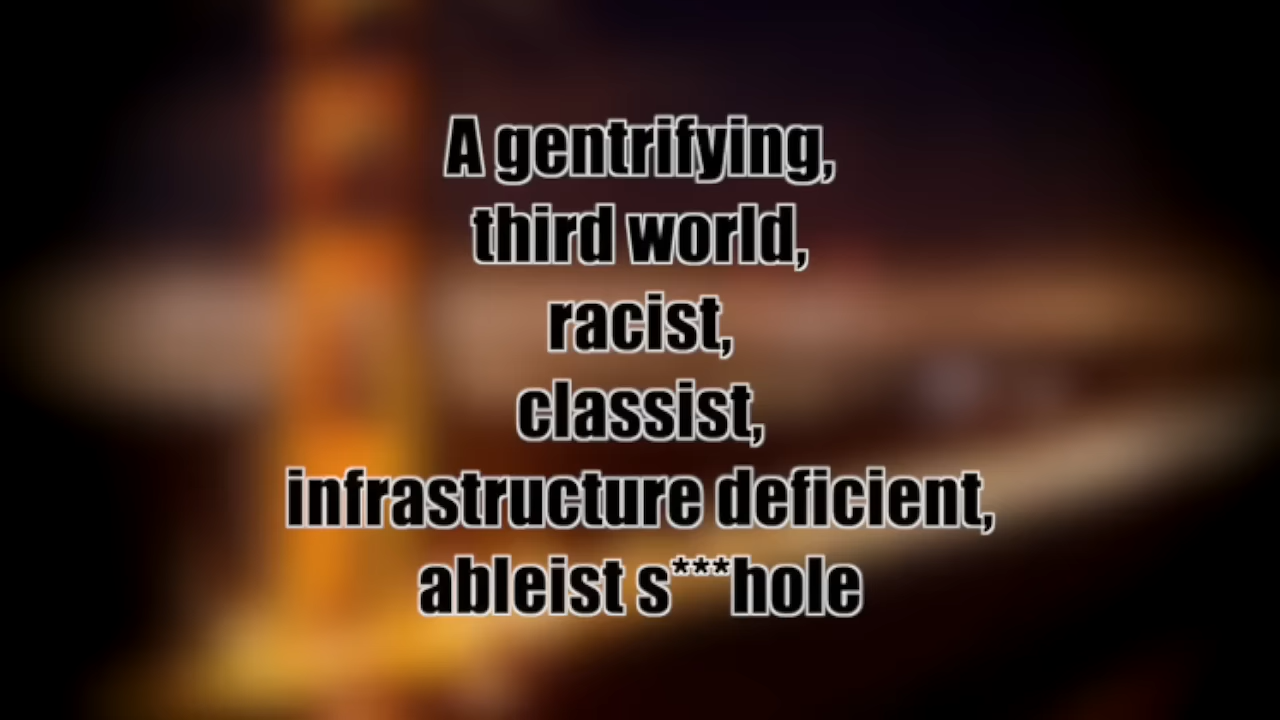 A gentrifying,
third world,
racist,
classist,
infrastructure deficient,
ableist s***hole